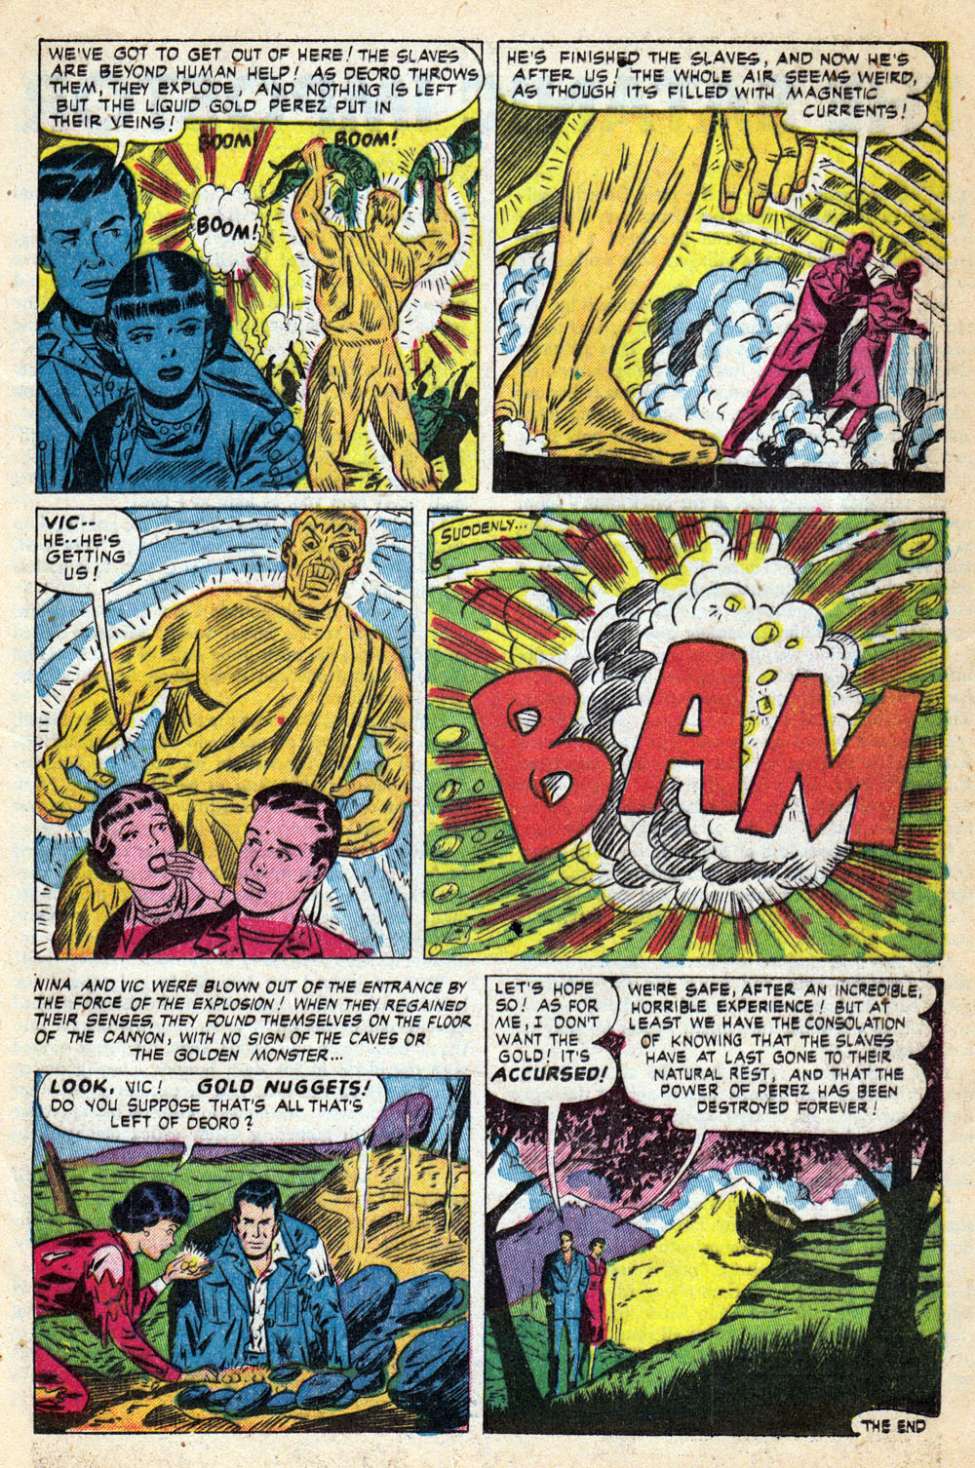 WE'VE GOT TO GET OUT OF HERE! THE SLAVES
ARE BEYOND HUMAN HELP! AS DEORO THROWS
THEM, THEY EXPLODE, AND NOTHING IS LEFT
BUT THE LIQUID GOLD PEREZ PUT IN
THEIR VEINS!
BOOM!
BOOM!
BOOM!
HE'S FINISHED THE SLAVES, AND NOW HE'S
AFTER US! THE WHOLE AIR SEEMS WEIRD,
AS THOUGH IT'S FILLED WITH MAGNETIC
CURRENTS!
VIC--
HE--HE'S
GETTING
US!
SUDDENLY...
BAM
NINA AND VIC WERE BLOWN OUT OF THE ENTRANCE BY
THE FORCE OF THE EXPLOSION! WHEN THEY REGAINED
THEIR SENSES, THEY FOUND THEMSELVES ON THE FLOOR
OF THE CANYON, WITH NO SIGN OF THE CAVES OR
THE GOLDEN MONSTER...
LOOK, VIC! GOLD NUGGETS!
DO YOU SUPPOSE THAT'S ALL THAT'S
LEFT OF DEORO?
LET'S HOPE
SO! AS FOR
ME, I DON'T
WANT THE
GOLD! IT'S
ACCURSED!
WE'RE SAFE, AFTER AN INCREDIBLE,
HORRIBLE EXPERIENCE! BUT AT
LEAST WE HAVE THE CONSOLATION
OF KNOWING THAT THE SLAVES
HAVE AT LAST GONE TO THEIR
NATURAL REST, AND THAT THE
POWER OF PEREZ HAS BEEN
DESTROYED FOREVER!
THE END